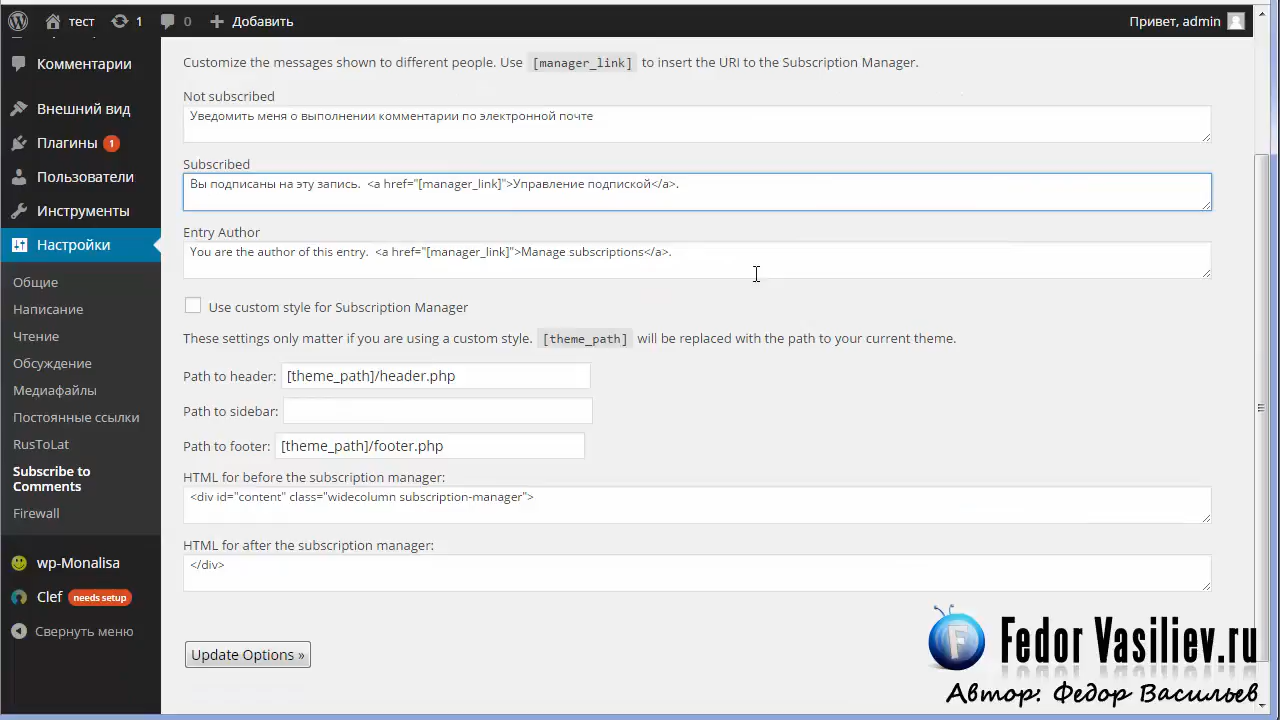 тест
1
0
Добавить
Привет, admin
Комментарии
Внешний вид
Плагины 1
Пользователи
Инструменты
Настройки
Общие
Написание
Чтение
Обсуждение
Медиафайлы
Постоянные ссылки
RusToLat
Subscribe to
Comments
Firewall
wp-Monalisa
Clef needs setup
Свернуть меню
Customize the messages shown to different people. Use [manager_link] to insert the URI to the Subscription Manager.
Not subscribed
Уведомить меня о выполнении комментарии по электронной почте
Subscribed
Вы подписаны на эту запись.  <a href="[manager_link]">Управление подпиской</a>.
Entry Author
You are the author of this entry.  <a href="[manager_link]">Manage subscriptions</a>.
Use custom style for Subscription Manager
These settings only matter if you are using a custom style. [theme_path] will be replaced with the path to your current theme.
Path to header: [theme_path]/header.php
Path to sidebar:
Path to footer: [theme_path]/footer.php
HTML for before the subscription manager:
<div id="content" class="widecolumn subscription-manager">
HTML for after the subscription manager:
</div>
Update Options »
F Fedor Vasiliev.ru
Автор: Федор Васильев